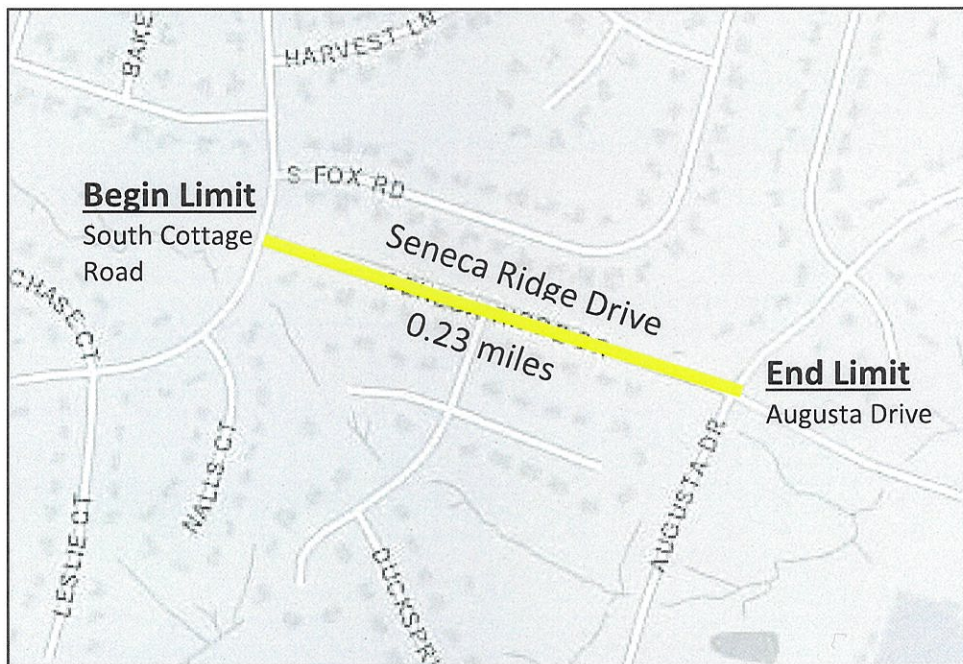 BAKE
HARVEST LN
S FOX RD
Begin Limit
South Cottage
Road
Seneca Ridge Drive
0.23 miles
CHASE CT
End Limit
Augusta Drive
NALLS CT
AUGUSTA DR
LESLIE CT
DUCKSPR